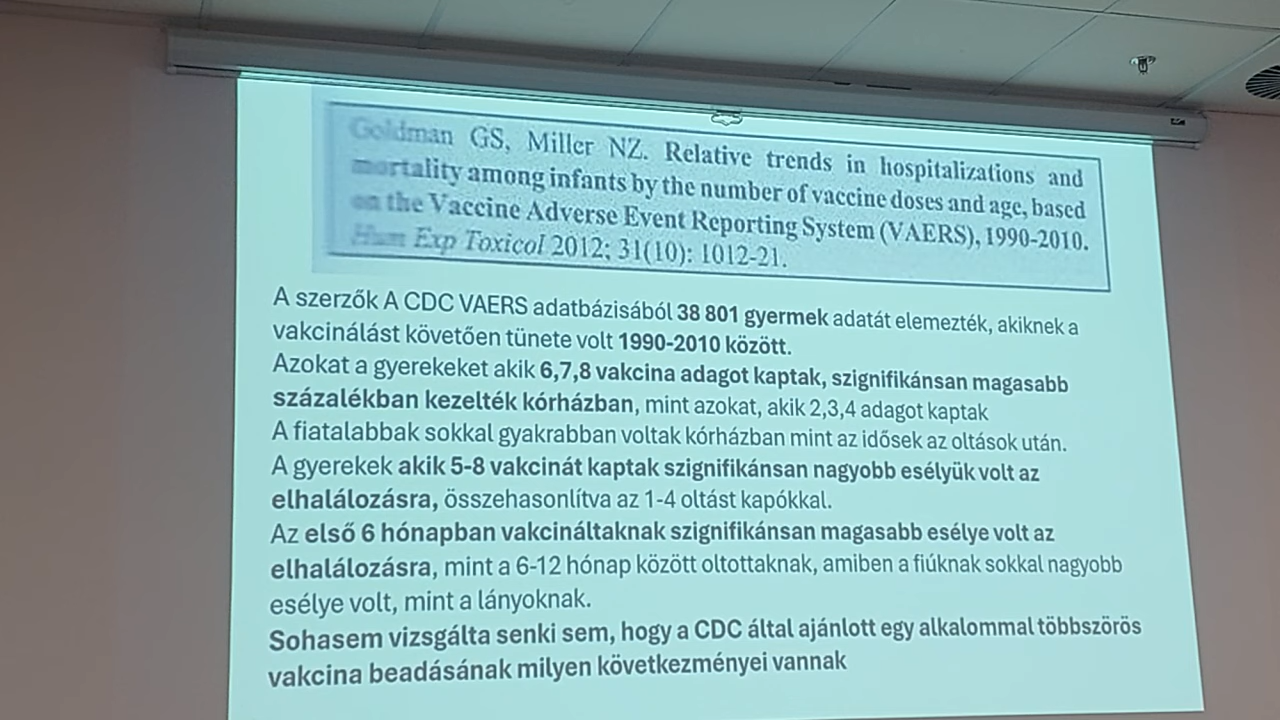 Goldman GS, Miller NZ. Relative trends in hospitalizations and
mortality among infants by the number of vaccine doses and age, based
on the Vaccine Adverse Event Reporting System (VAERS), 1990-2010.
Hum Exp Toxicol 2012; 31(10): 1012-21.
A szerzők A CDC VAERS adatbázisából 38 801 gyermek adatát elemezték, akiknek a
vakcinálást követően tünete volt 1990-2010 között.
Azokat a gyerekeket akik 6,7,8 vakcina adagot kaptak, szignifikánsan magasabb
százalékban kezelték kórházban, mint azokat, akik 2,3,4 adagot kaptak
A fiatalabbak sokkal gyakrabban voltak kórházban mint az idősek az oltások után.
A gyerekek akik 5-8 vakcinát kaptak szignifikánsan nagyobb esélyük volt az
elhalálozásra, összehasonlítva az 1-4 oltást kapókkal.
Az első 6 hónapban vakcináltaknak szignifikánsan magasabb esélye volt az
elhalálozásra, mint a 6-12 hónap között oltottaknak, amiben a fiúknak sokkal nagyobb
esélye volt, mint a lányoknak.
Sohasem vizsgálta senki sem, hogy a CDC által ajánlott egy alkalommal többszörös
vakcina beadásának milyen következményei vannak